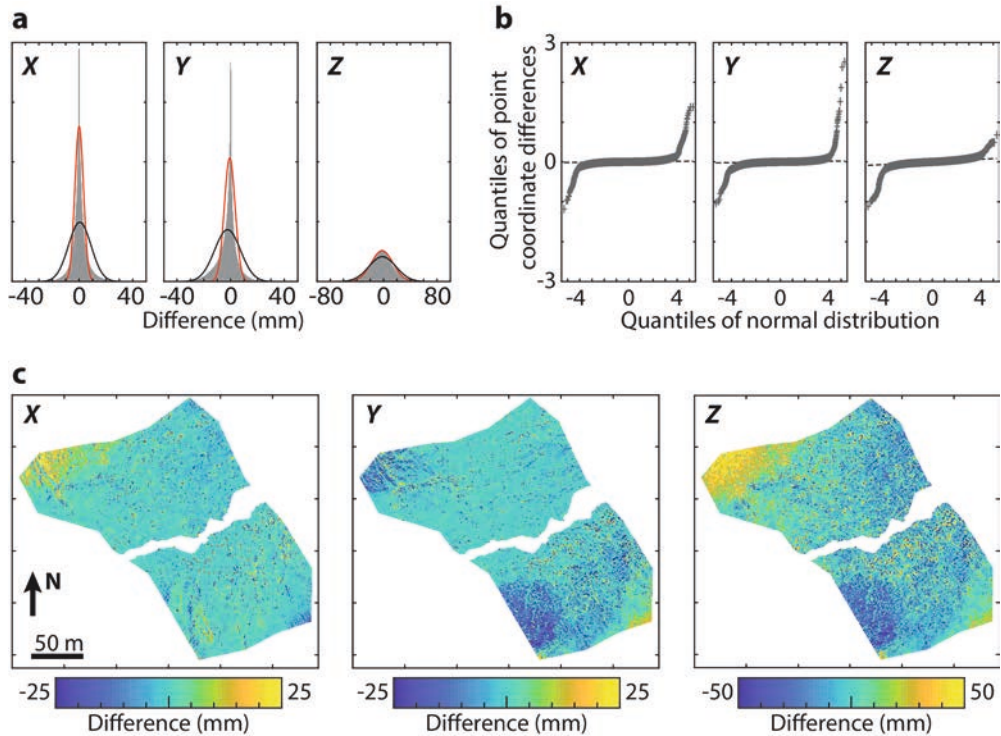 a
X
Y
Z
-40 0 40
-40 0 40
-80 0 80
Difference (mm)
b
Quantiles of point
coordinate differences
3
0
-3
X
Y
Z
-4 0 4
-4 0 4
-4 0 4
Quantiles of normal distribution
c
X
Y
Z
N
50 m
-25 25
Difference (mm)
-25 25
Difference (mm)
-50 50
Difference (mm)